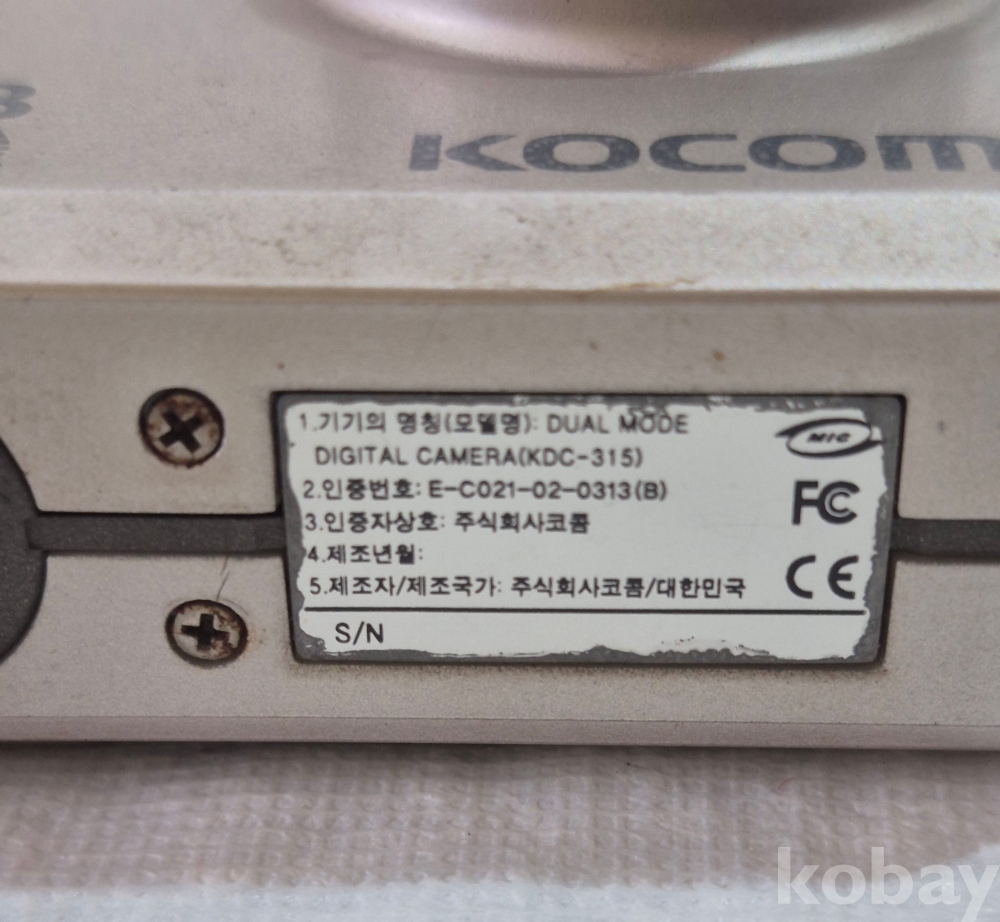 KOCOM
1.기기의 명칭(모델명): DUAL MODE
DIGITAL CAMERA(KDC-315)
2.인증번호: E-C021-02-0313(B)
3.인증자상호: 주식회사코콤
4.제조년월:
5.제조자/제조국가: 주식회사코콤/대한민국
S/N
MIC
FC
CE
kobay